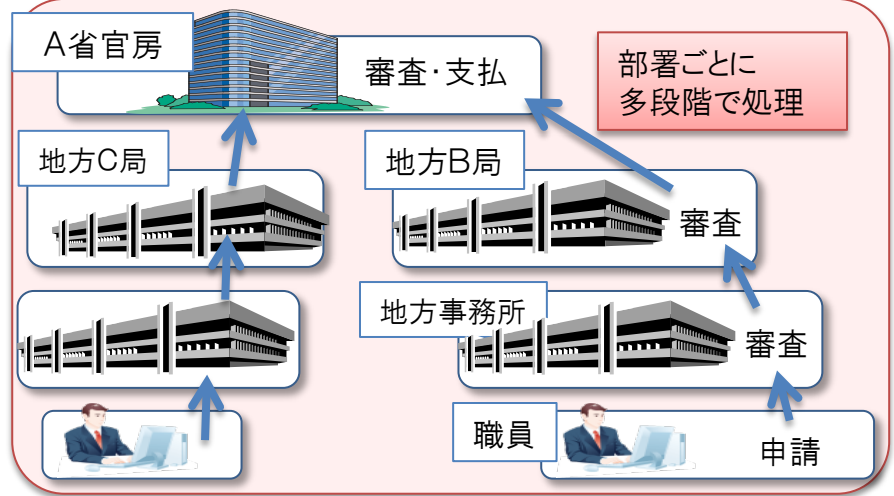 A省官房
審査・支払
部署ごとに
多段階で処理
地方C局
地方B局
審査
地方事務所
審査
職員
申請